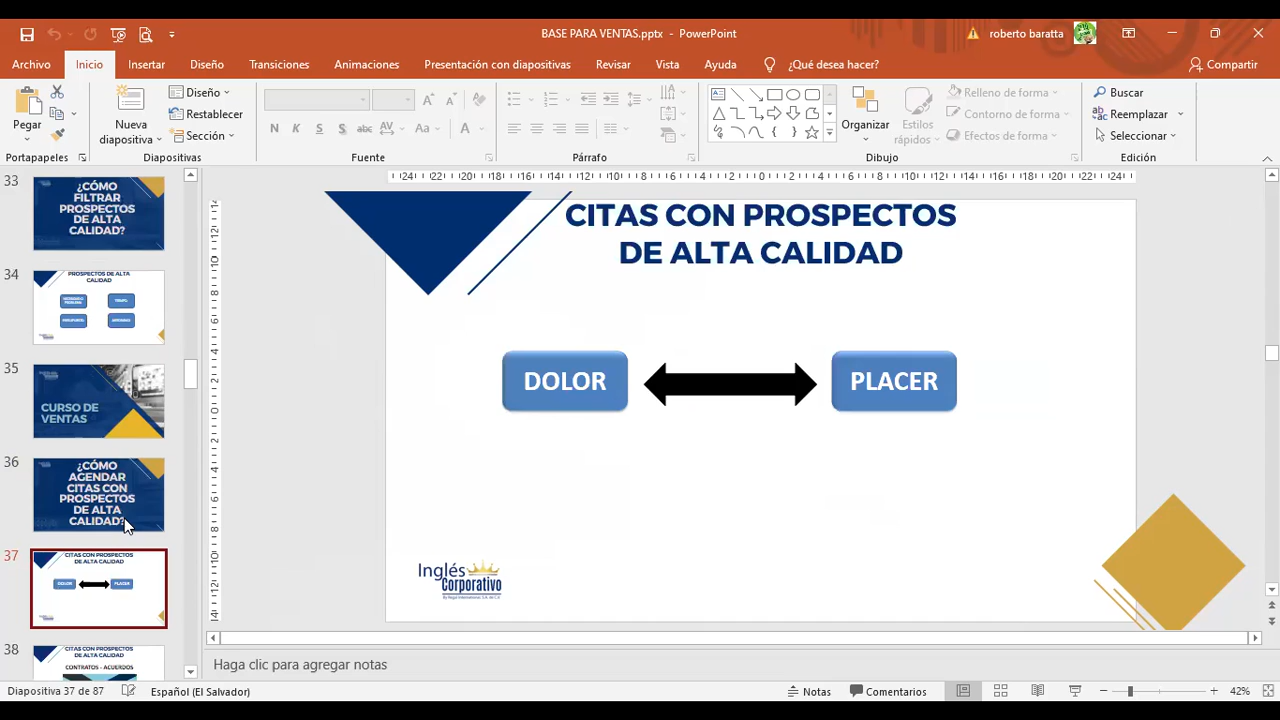 BASE PARA VENTAS.pptx - PowerPoint
roberto baratta
Archivo
Inicio
Insertar
Diseño
Transiciones
Animaciones
Presentación con diapositivas
Revisar
Vista
Ayuda
¿Qué desea hacer?
Compartir
Pegar
Nueva
diapositiva
Diseño
Restablecer
Sección
N K S S abc AV Aa A
Organizar
Estilos
rápidos
Relleno de forma
Contorno de forma
Efectos de forma
Buscar
Reemplazar
Seleccionar
Portapapeles
Diapositivas
Fuente
Párrafo
Dibujo
Edición
33
¿CÓMO
FILTRAR
PROSPECTOS
DE ALTA
CALIDAD?
34
PROSPECTOS DE ALTA
CALIDAD
TIEMPO
35
CURSO DE
VENTAS
36
¿CÓMO
AGENDAR
CITAS CON
PROSPECTOS
DE ALTA
CALIDAD?
37
CITAS CON PROSPECTOS
DE ALTA CALIDAD
DOLOR
PLACER
38
CITAS CON PROSPECTOS
DE ALTA CALIDAD
CONTRATOS - ACUERDOS
CITAS CON PROSPECTOS
DE ALTA CALIDAD
DOLOR
PLACER
Inglés
Corporativo
Haga clic para agregar notas
Diapositiva 37 de 87
Español (El Salvador)
Notas
Comentarios
42%